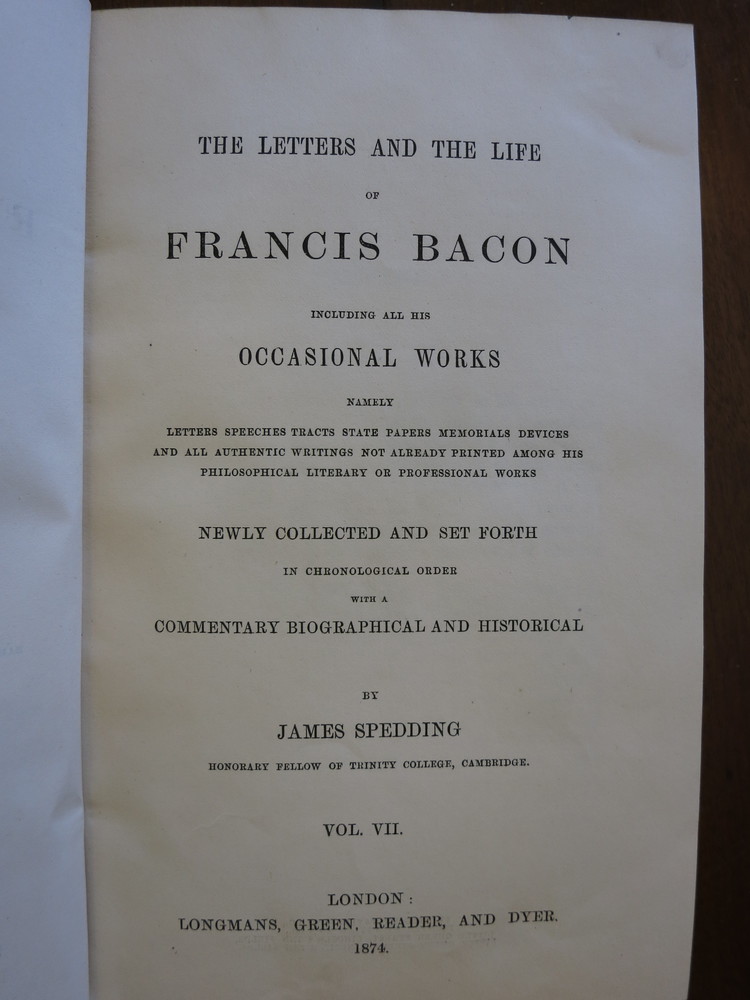 THE LETTERS AND THE LIFE
OF
FRANCIS BACON
INCLUDING ALL HIS
OCCASIONAL WORKS
NAMELY
LETTERS SPEECHES TRACTS STATE PAPERS MEMORIALS DEVICES
AND ALL AUTHENTIC WRITINGS NOT ALREADY PRINTED AMONG HIS
PHILOSOPHICAL LITERARY OR PROFESSIONAL WORKS
NEWLY COLLECTED AND SET FORTH
IN CHRONOLOGICAL ORDER
WITH A
COMMENTARY BIOGRAPHICAL AND HISTORICAL
BY
JAMES SPEDDING
HONORARY FELLOW OF TRINITY COLLEGE, CAMBRIDGE.
VOL. VII.
LONDON:
LONGMANS, GREEN, READER, AND DYER.
1874.